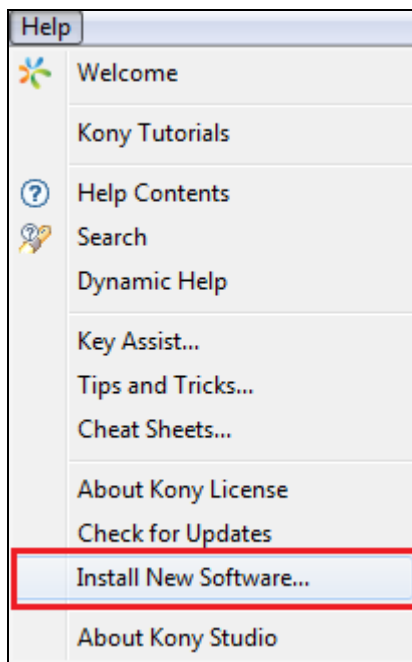 Help
Welcome
Kony Tutorials
Help Contents
Search
Dynamic Help
Key Assist...
Tips and Tricks...
Cheat Sheets...
About Kony License
Check for Updates
Install New Software...
About Kony Studio